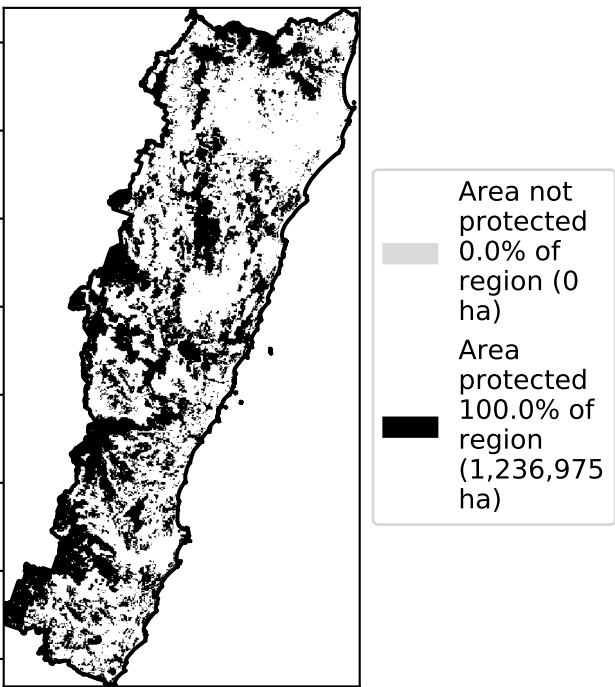 Area not
protected
0.0% of
region (0
ha)
Area
protected
100.0% of
region
(1,236,975
ha)